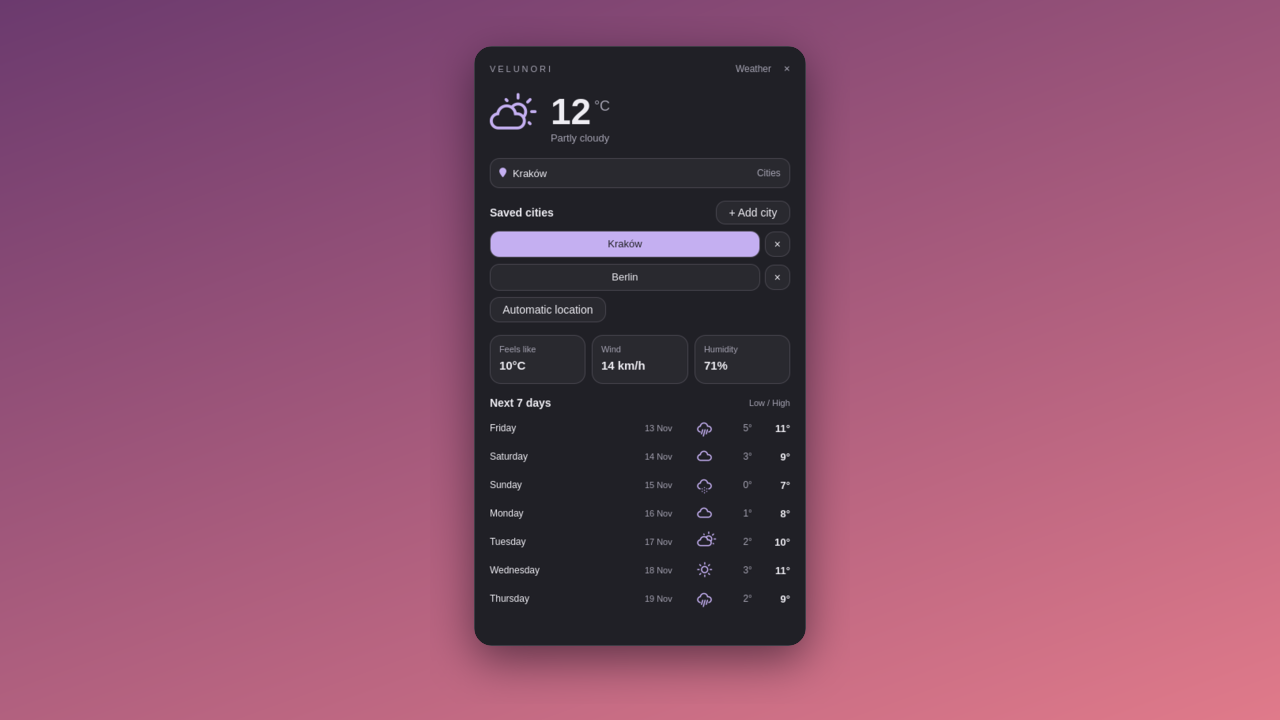 VELUNORI Weather ×
12 °C
Partly cloudy
Kraków Cities
Saved cities + Add city
Kraków ×
Berlin ×
Automatic location
Feels like Wind Humidity
10°C 14 km/h 71%
Next 7 days Low / High
Friday 13 Nov 5° 11°
Saturday 14 Nov 3° 9°
Sunday 15 Nov 0° 7°
Monday 16 Nov 1° 8°
Tuesday 17 Nov 2° 10°
Wednesday 18 Nov 3° 11°
Thursday 19 Nov 2° 9°